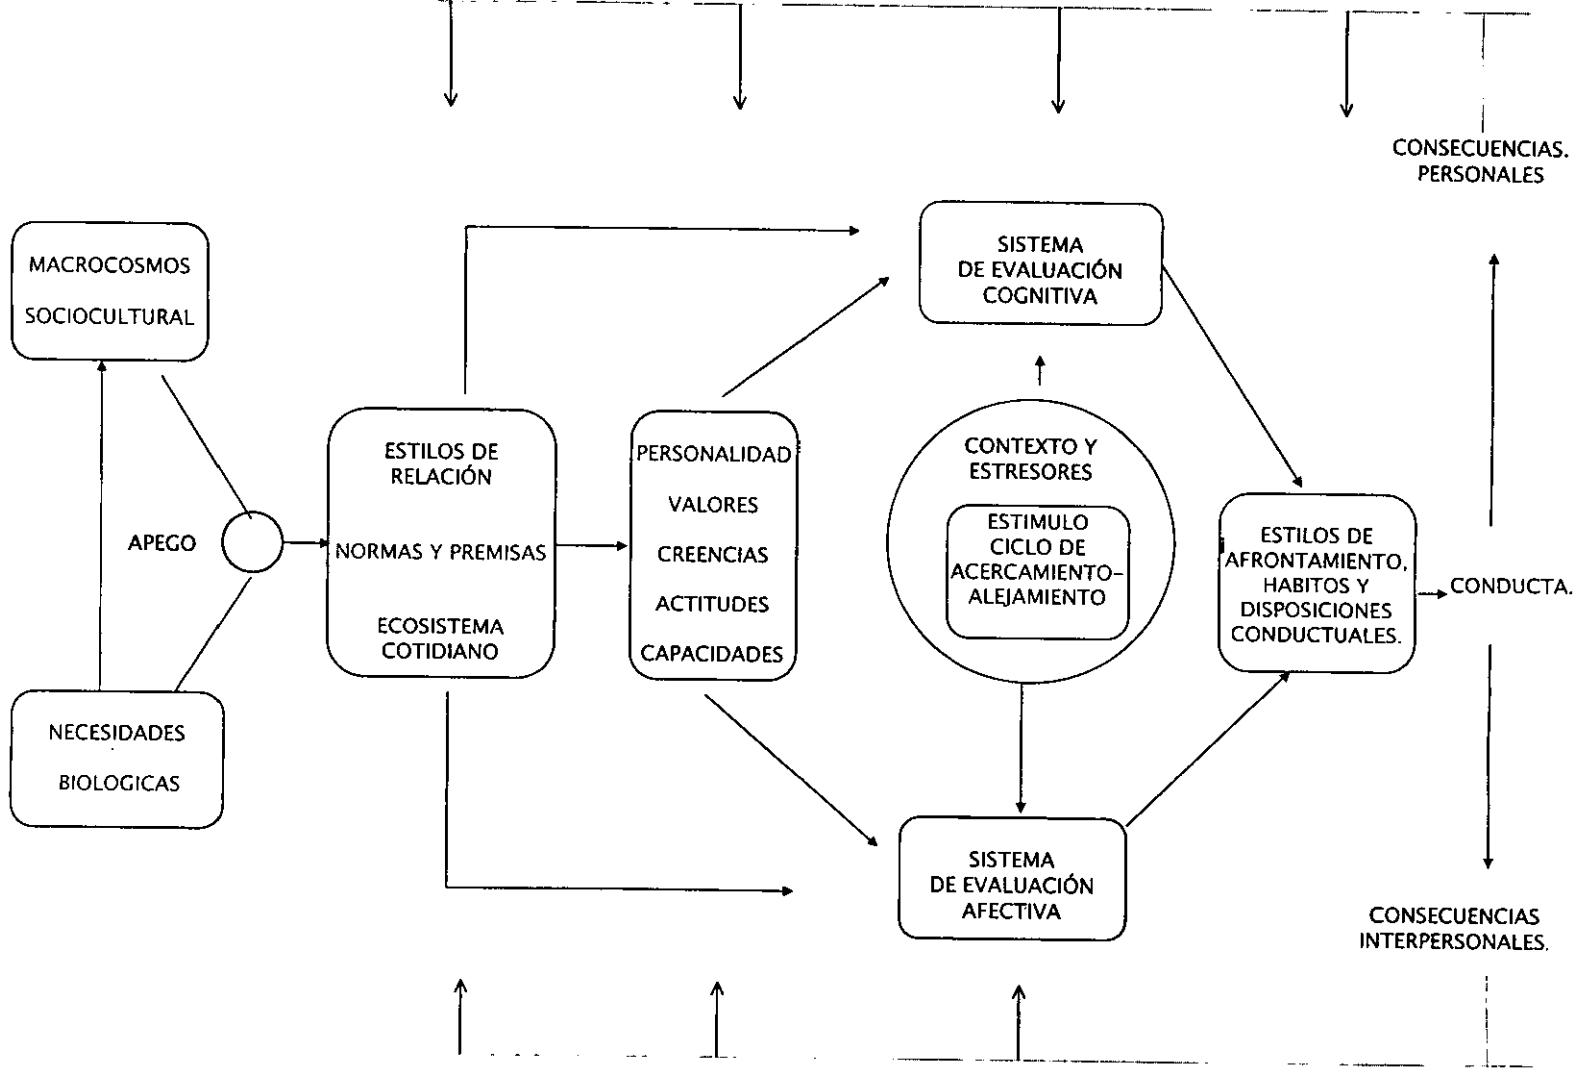 CONSECUENCIAS.
PERSONALES
MACROCOSMOS
SOCIOCULTURAL
SISTEMA
DE EVALUACIÓN
COGNITIVA
APEGO
ESTILOS DE
RELACIÓN
NORMAS Y PREMISAS
ECOSISTEMA
COTIDIANO
PERSONALIDAD
VALORES
CREENCIAS
ACTITUDES
CAPACIDADES
CONTEXTO Y
ESTRESORES
ESTIMULO
CICLO DE
ACERCAMIENTO-
ALEJAMIENTO
ESTILOS DE
AFRONTAMIENTO,
HABITOS Y
DISPOSICIONES
CONDUCTUALES.
CONDUCTA.
NECESIDADES
BIOLOGICAS
SISTEMA
DE EVALUACIÓN
AFECTIVA
CONSECUENCIAS
INTERPERSONALES.